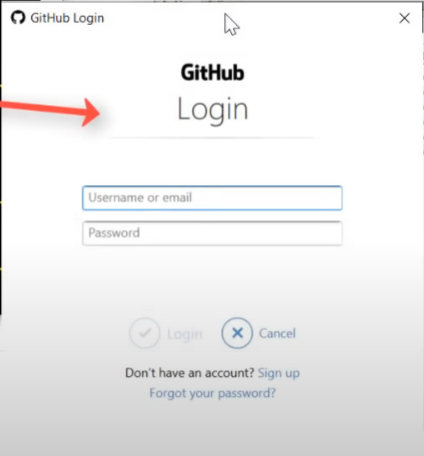 GitHub Login
GitHub
Login
Username or email
Password
Login Cancel
Don't have an account? Sign up
Forgot your password?